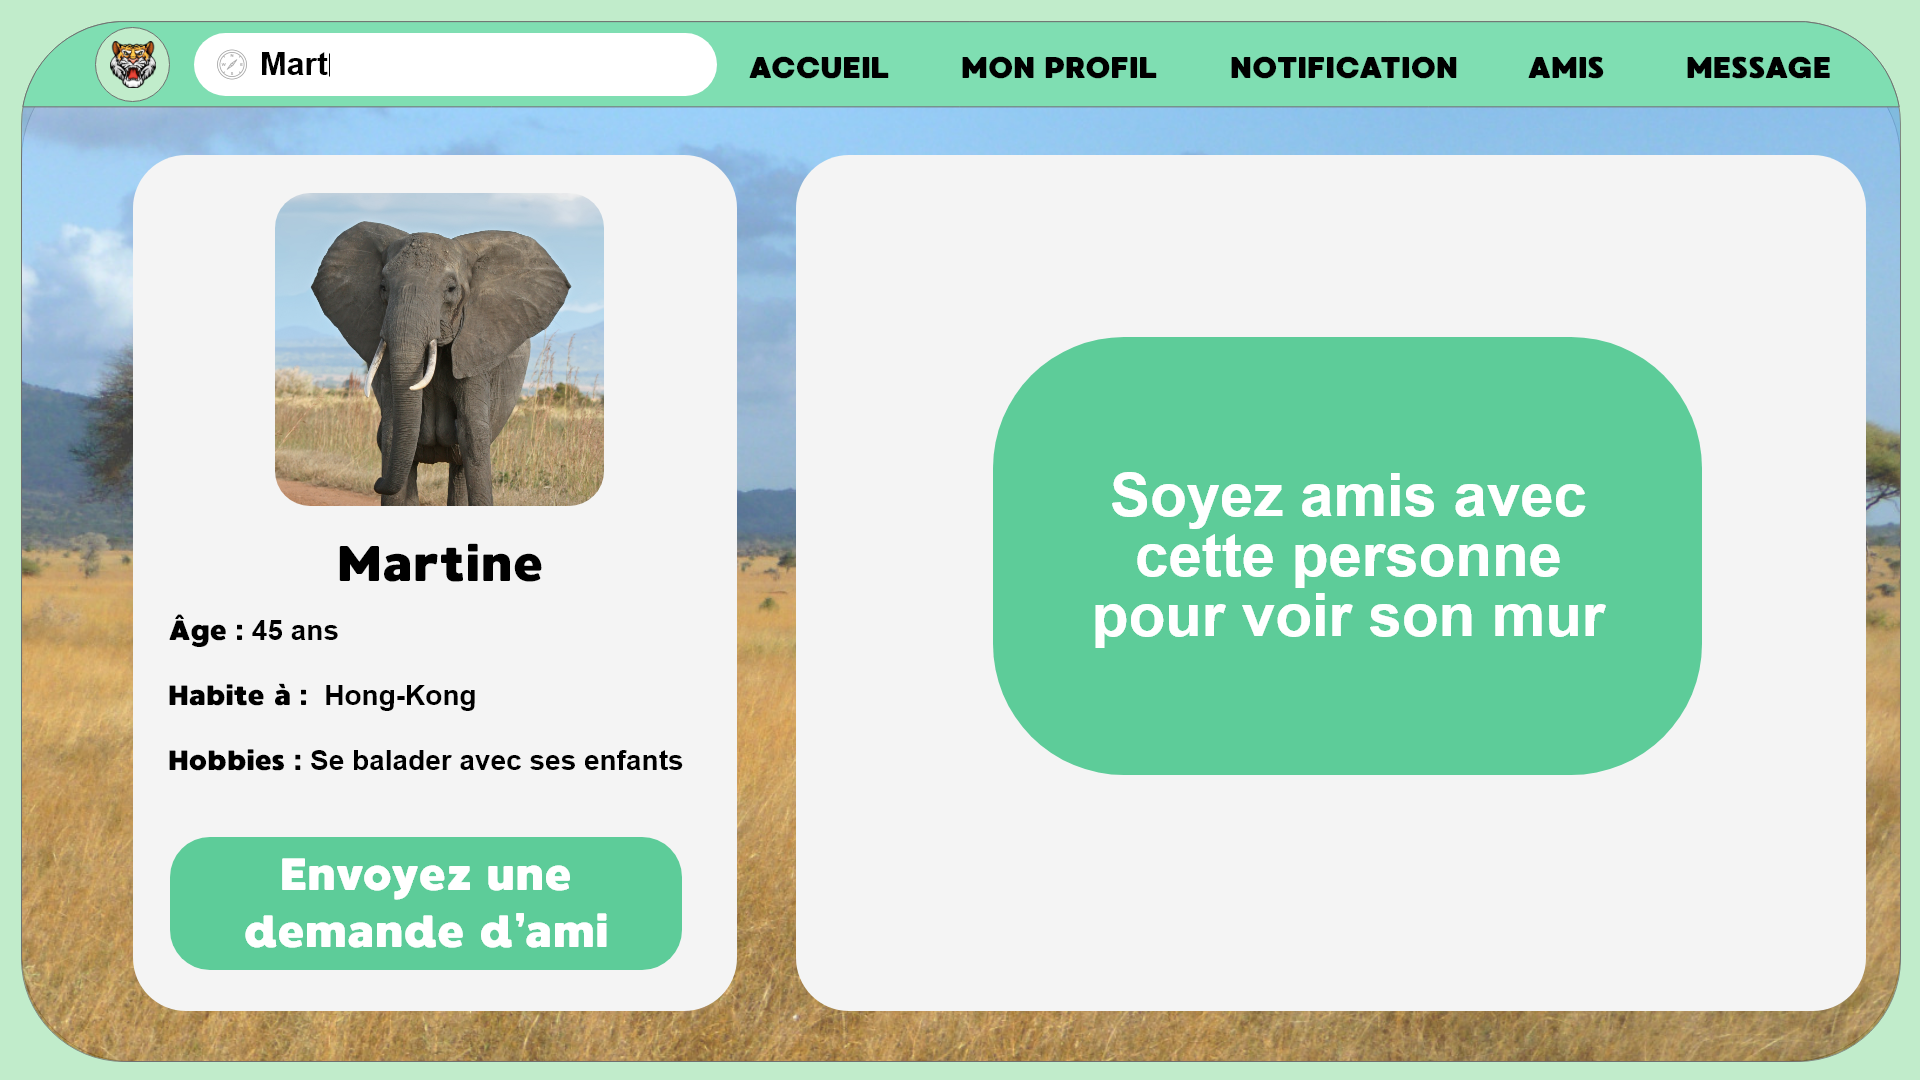 Mart
ACCUEIL
MON PROFIL
NOTIFICATION
AMIS
MESSAGE
Martine
Âge : 45 ans
Habite à : Hong-Kong
Hobbies : Se balader avec ses enfants
Envoyez une
demande d'ami
Soyez amis avec
cette personne
pour voir son mur